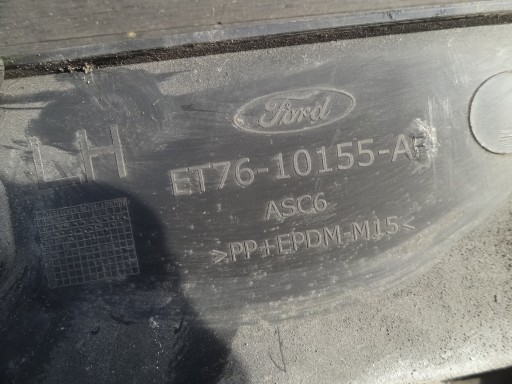 Ford
LH
ET76-10155-AF
ASC6
>PP+EPDM-M15<